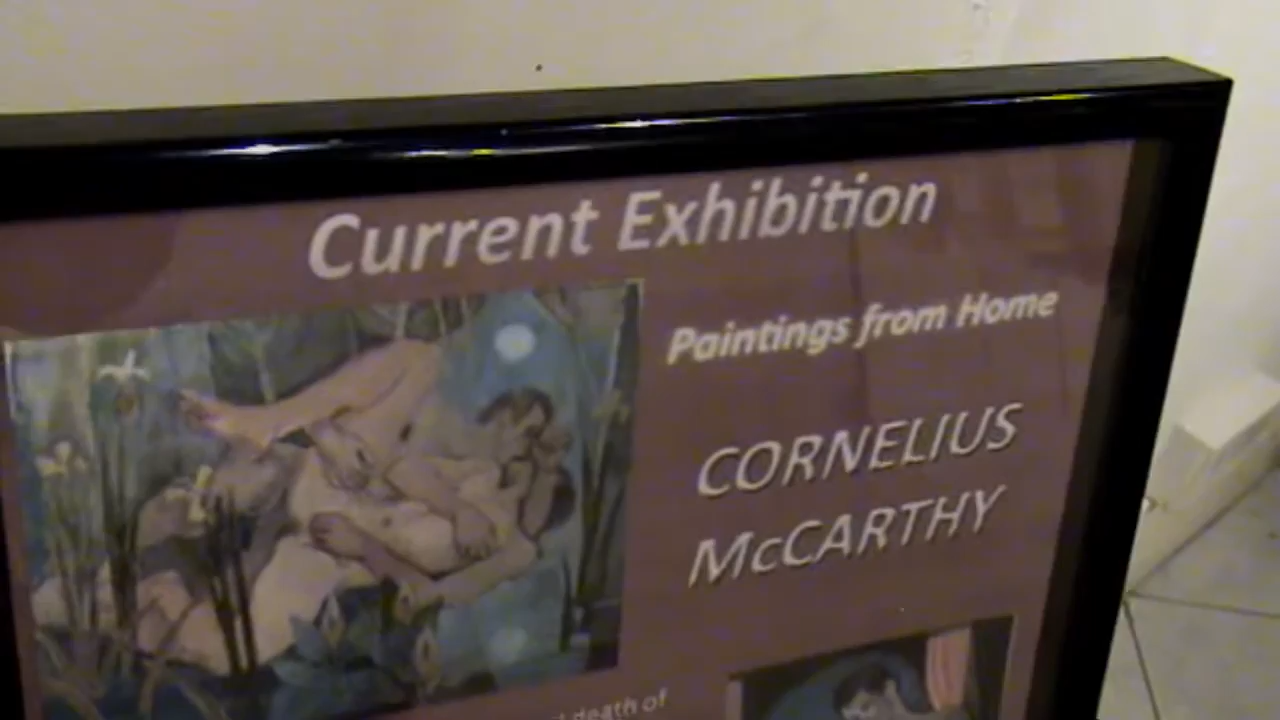 Current Exhibition
Paintings from Home
CORNELIUS
McCARTHY
death of